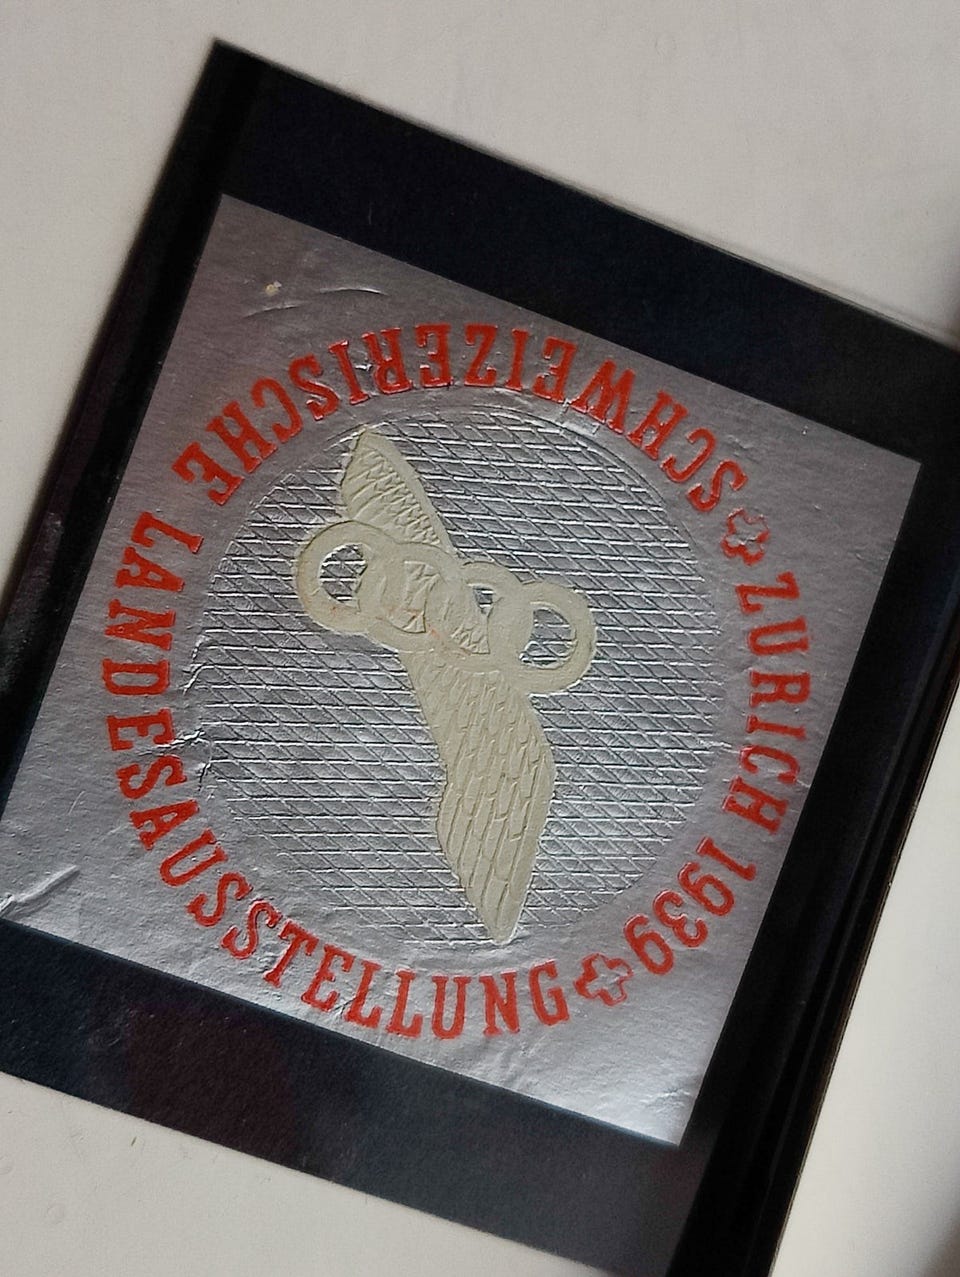 SCHWEIZERISCHE LANDESAUSSTELLUNG
ZURICH 1939